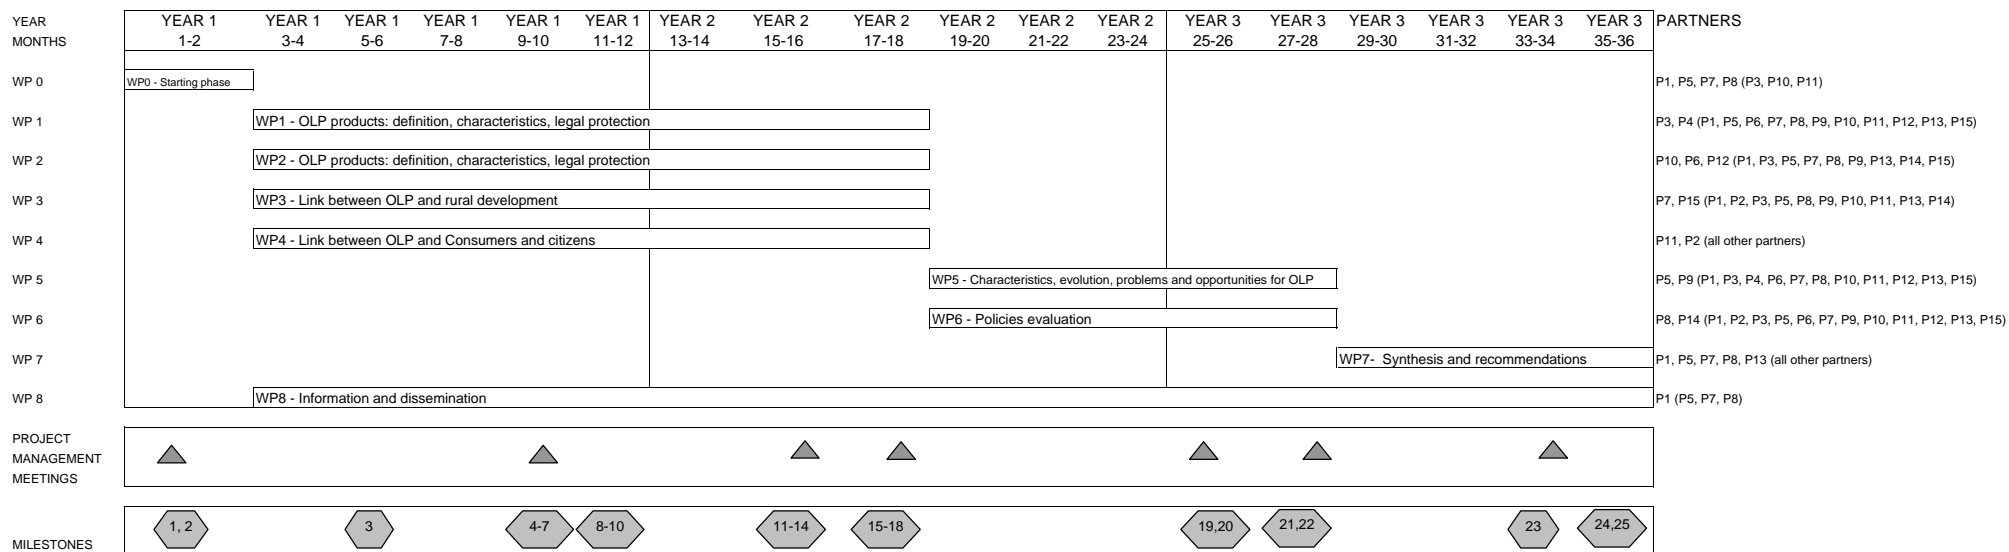 YEAR YEAR 1 YEAR 1 YEAR 1 YEAR 1 YEAR 1 YEAR 1 YEAR 2 YEAR 2 YEAR 2 YEAR 2 YEAR 2 YEAR 2 YEAR 3 YEAR 3 YEAR 3 YEAR 3 YEAR 3 YEAR 3 PARTNERS
MONTHS 1-2 3-4 5-6 7-8 9-10 11-12 13-14 15-16 17-18 19-20 21-22 23-24 25-26 27-28 29-30 31-32 33-34 35-36
WP 0 WP0 - Starting phase P1, P5, P7, P8 (P3, P10, P11)
WP 1 WP1 - OLP products: definition, characteristics, legal protection P3, P4 (P1, P5, P6, P7, P8, P9, P10, P11, P12, P13, P15)
WP 2 WP2 - OLP products: definition, characteristics, legal protection P10, P6, P12 (P1, P3, P5, P7, P8, P9, P13, P14, P15)
WP 3 WP3 - Link between OLP and rural development P7, P15 (P1, P2, P3, P5, P8, P9, P10, P11, P13, P14)
WP 4 WP4 - Link between OLP and Consumers and citizens P11, P2 (all other partners)
WP 5 WP5 - Characteristics, evolution, problems and opportunities for OLP P5, P9 (P1, P3, P4, P6, P7, P8, P10, P11, P12, P13, P15)
WP 6 WP6 - Policies evaluation P8, P14 (P1, P2, P3, P5, P6, P7, P9, P10, P11, P12, P13, P15)
WP 7 WP7- Synthesis and recommendations P1, P5, P7, P8, P13 (all other partners)
WP 8 WP8 - Information and dissemination P1 (P5, P7, P8)
PROJECT
MANAGEMENT
MEETINGS
1, 2 3 4-7 8-10 11-14 15-18 19,20 21,22 23 24,25
MILESTONES